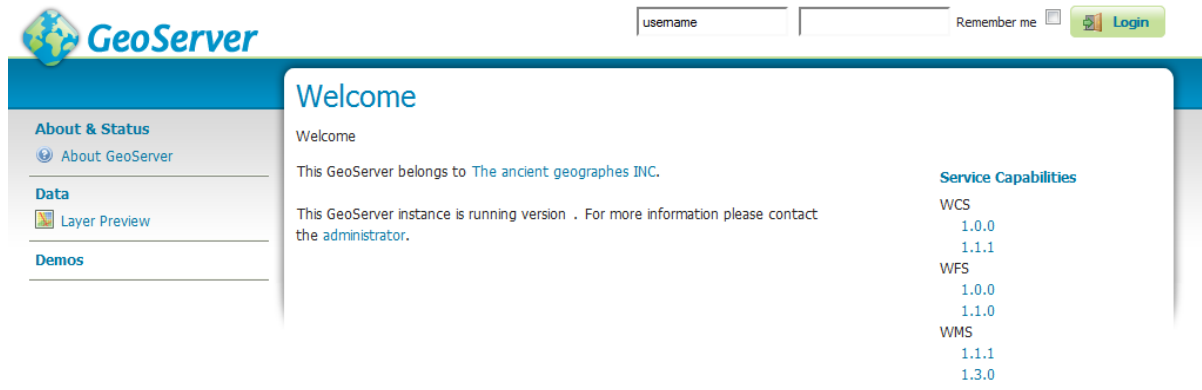 GeoServer
username
Remember me
Login
Welcome
About & Status
About GeoServer
Data
Layer Preview
Demos
Welcome
This GeoServer belongs to The ancient geographes INC.
This GeoServer instance is running version . For more information please contact
the administrator.
Service Capabilities
WCS
1.0.0
1.1.1
WFS
1.0.0
1.1.0
WMS
1.1.1
1.3.0